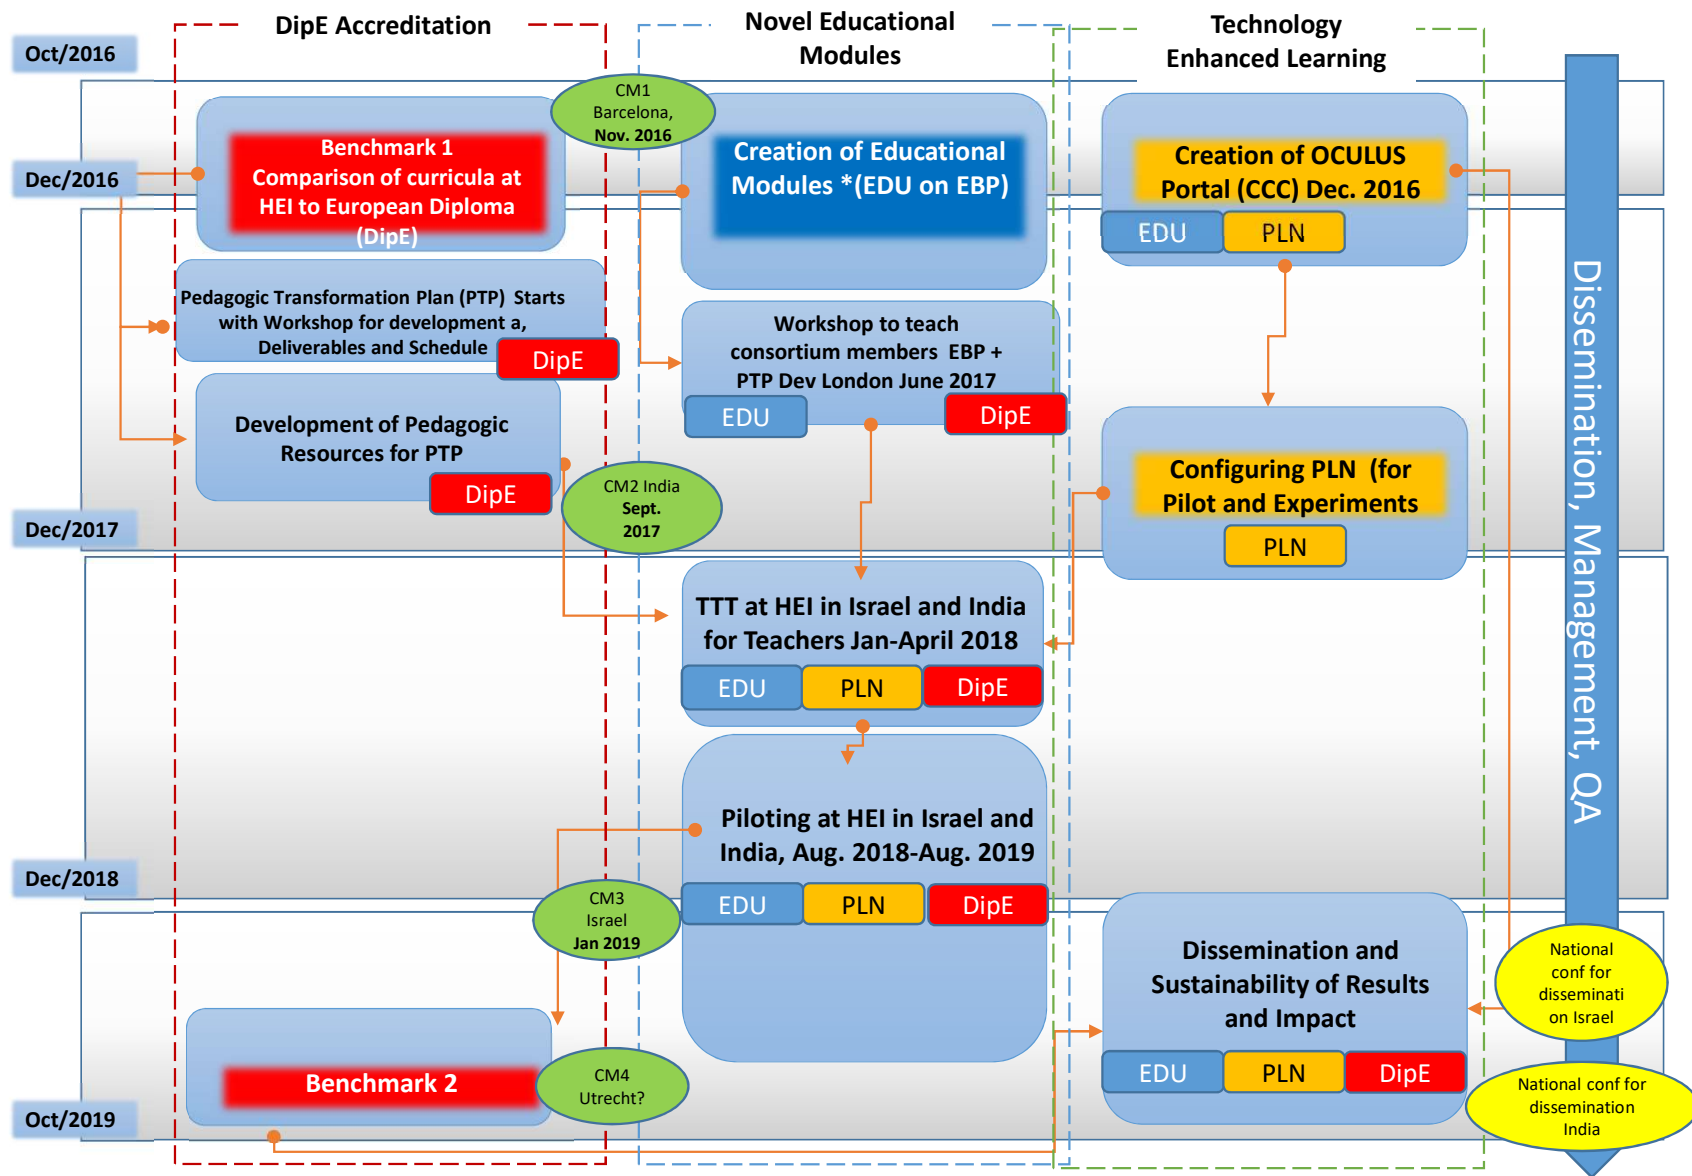 DipE Accreditation
Novel Educational
Modules
Technology
Enhanced Learning
Oct/2016
CM1
Barcelona,
Nov. 2016
Benchmark 1
Comparison of curricula at
HEI to European Diploma
(DipE)
Creation of Educational
Modules *(EDU on EBP)
Creation of OCULUS
Portal (CCC) Dec. 2016
EDU
PLN
Dec/2016
Pedagogic Transformation Plan (PTP) Starts
with Workshop for development a,
Deliverables and Schedule
DipE
Workshop to teach
consortium members EBP +
PTP Dev London June 2017
EDU
DipE
Development of Pedagogic
Resources for PTP
DipE
CM2 India
Sept.
2017
Configuring PLN (for
Pilot and Experiments
PLN
Dec/2017
TTT at HEI in Israel and India
for Teachers Jan-April 2018
EDU
PLN
DipE
Piloting at HEI in Israel and
India, Aug. 2018-Aug. 2019
EDU
PLN
DipE
Dec/2018
CM3
Israel
Jan 2019
Dissemination and
Sustainability of Results
and Impact
EDU
PLN
DipE
Benchmark 2
CM4
Utrecht?
Oct/2019
Dissemination, Management, QA
National
conf for
disseminati
on Israel
National conf for
dissemination
India